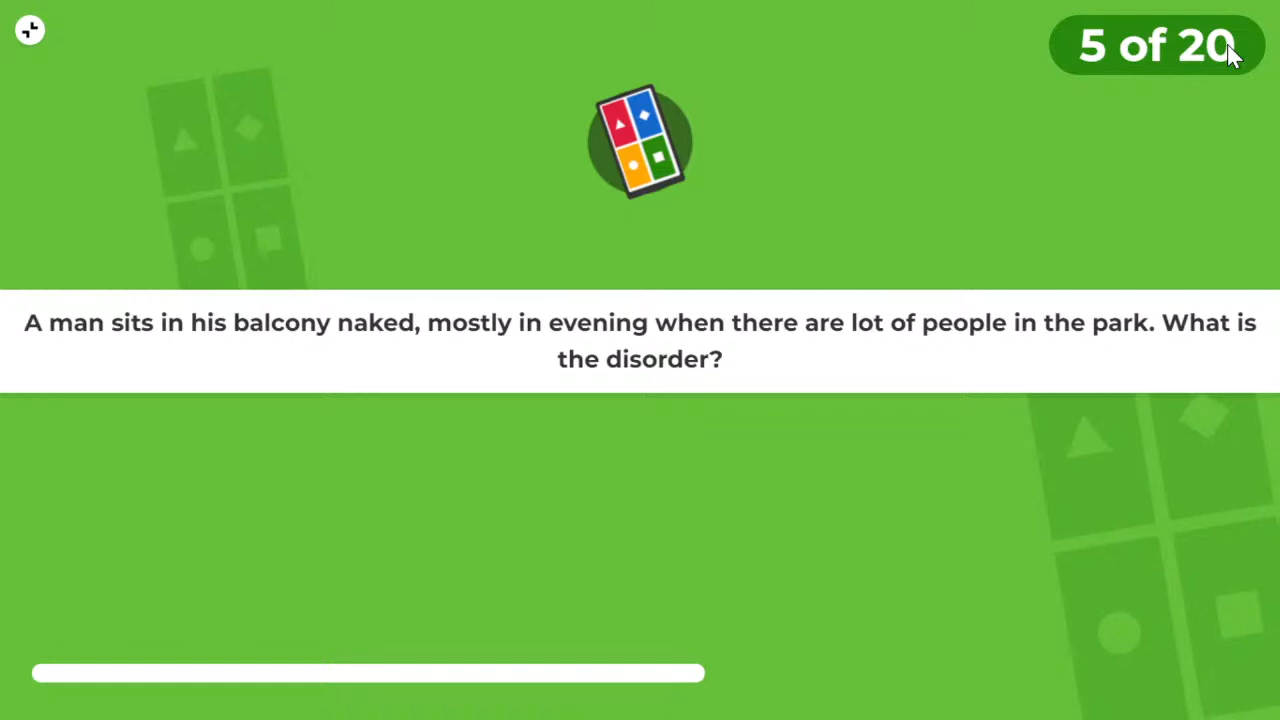 5 of 20
A man sits in his balcony naked, mostly in evening when there are lot of people in the park. What is
the disorder?